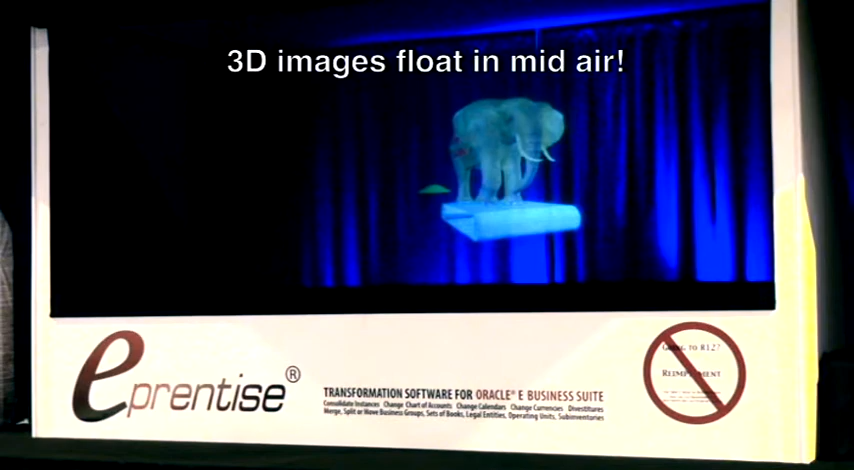 3D images float in mid air!
eprentise®
TRANSFORMATION SOFTWARE FOR ORACLE® E BUSINESS SUITE
Consolidate Instances Change Chart of Accounts Change Calendars Change Currencies Divestitures
Merge, Split or Move Business Groups, Sets of Books, Legal Entities, Operating Units, Subinventories
TO R12?